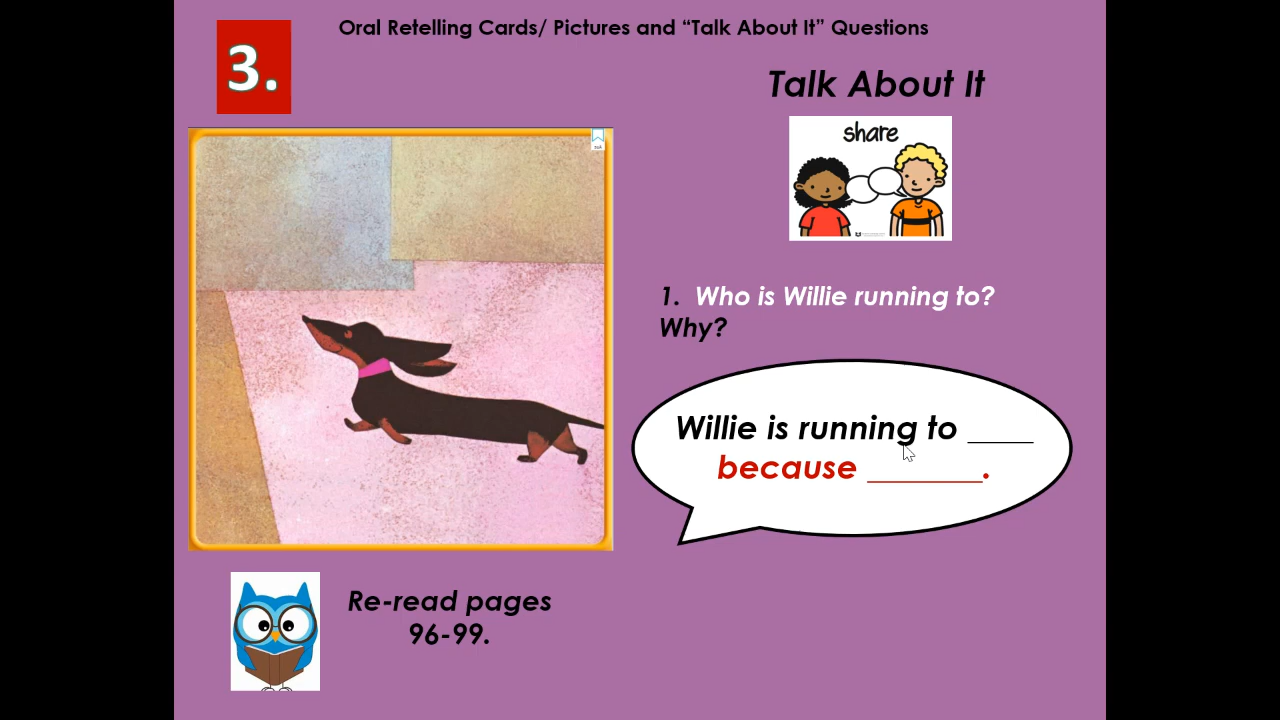 3.
Oral Retelling Cards/ Pictures and “Talk About It” Questions
Talk About It
share
1. Who is Willie running to?
Why?
Willie is running to ____
because _______.
Re-read pages
96-99.